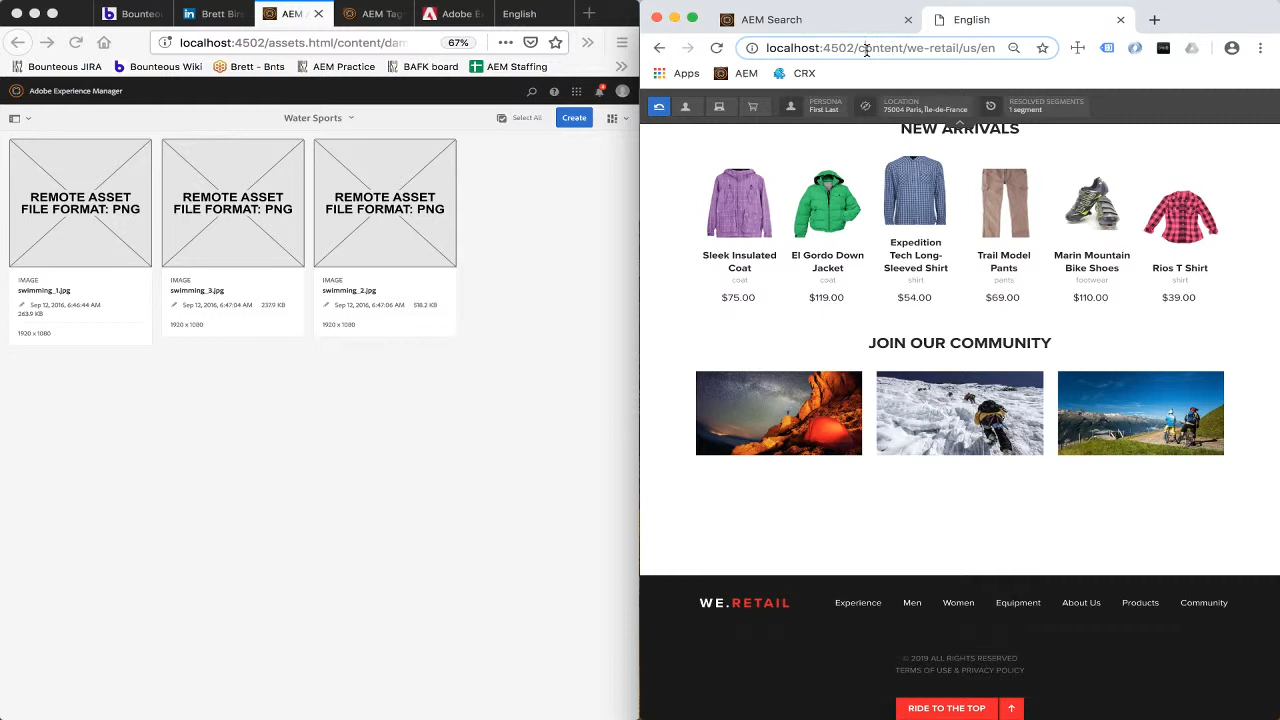 Bounteous
Linker Basi
AEM A
AEM Tag
Adobe Ex
localhost:4502/assets.html/content/dam
67%
Bounteous JIRA
Bounteous Wiki
Brett - Bnts
AEM Projects
BAFK board
Adobe Experience Manager
Water Sports
Select All
Create
REMOTE ASSET
FILE FORMAT: PNG
REMOTE ASSET
FILE FORMAT: PNG
REMOTE ASSET
FILE FORMAT: PNG
IMAGE
swimming_1.jpg
Sep 12, 2016, 6:46:44 AM
263.9 KB
1920 x 1080
IMAGE
swimming_3.jpg
Sep 12, 2016, 6:47:04 AM 237.9 KB
1920 x 1080
IMAGE
swimming_2.jpg
Sep 12, 2016, 6:47:06 AM 518.2 KB
1920 x 1080
AEM Search
English
localhost:4502/content/we-retail/us/en
Apps
AEM
CRX
PERSONA
First Last
LOCATION
75004 Paris, Île-de-France
RESOLVED SEGMENTS
1 segment
NEW ARRIVALS
Sleek Insulated
Coat
coat
$75.00
El Gordo Down
Jacket
coat
$119.00
Expedition
Tech Long-
Sleeved Shirt
shirt
$54.00
Trail Model
Pants
pants
$69.00
Marin Mountain
Bike Shoes
footwear
$110.00
Rios T Shirt
shirt
$39.00
JOIN OUR COMMUNITY
WE.RETAIL
Experience
Men
Women
Equipment
About Us
Products
Community
© 2019 ALL RIGHTS RESERVED
TERMS OF USE & PRIVACY POLICY
RIDE TO THE TOP